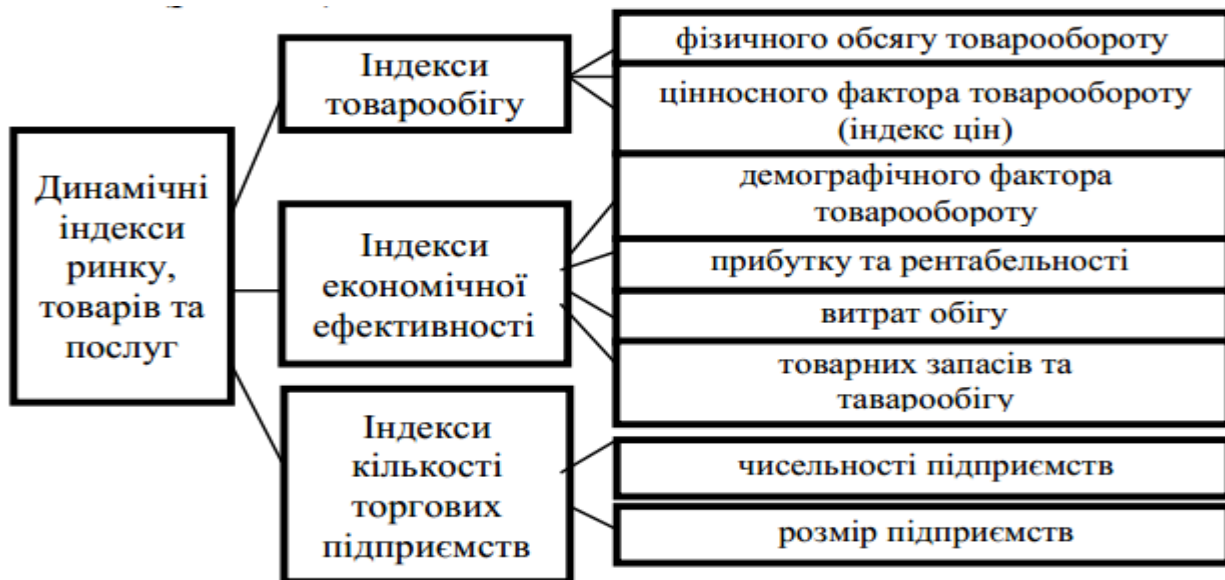 Динамічні
індекси
ринку,
товарів та
послуг
Індекси
товарообігу
фізичного обсягу товарообороту
цінносного фактора товарообороту
(індекс цін)
демографічного фактора
товарообороту
Індекси
економічної
ефективності
прибутку та рентабельності
витрат обігу
товарних запасів та
таварообігу
Індекси
кількості
торгових
підприємств
чисельності підприємств
розмір підприємств